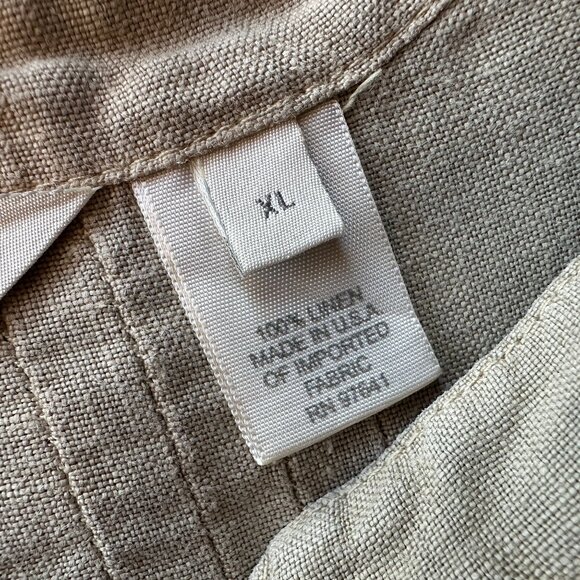 XL
100% LINEN
MADE IN U.S.A
OF IMPORTED
FABRIC
RN 97641